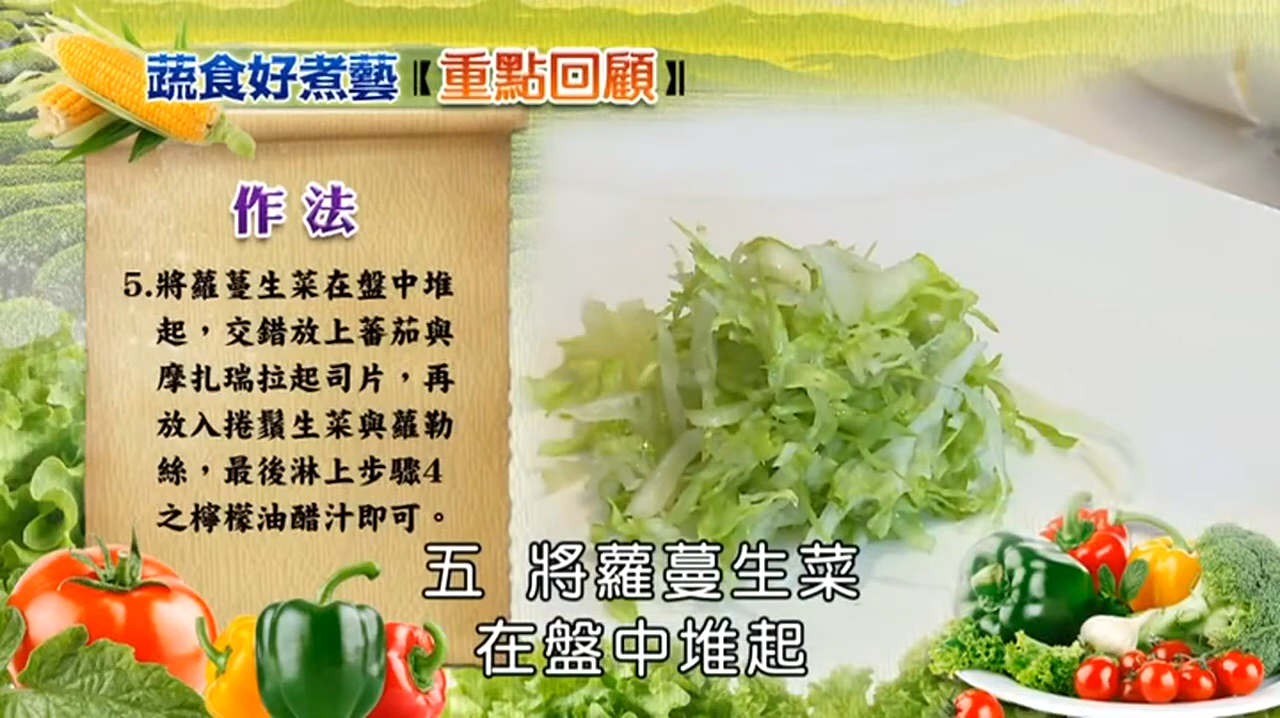 蔬食好煮藝【重點回顧】
作法
5.將蘿蔓生菜在盤中堆
起，交錯放上蕃茄與
摩扎瑞拉起司片，再
放入捲鬚生菜與蘿勒
絲，最後淋上步驟4
之檸檬油醋汁即可。
五 將蘿蔓生菜
在盤中堆起